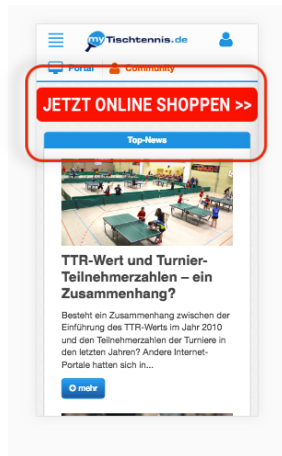 myTischtennis.de
Portal Community
JETZT ONLINE SHOPPEN >>
Top-News
TTR-Wert und Turnier-
Teilnehmerzahlen – ein
Zusammenhang?
Besteht ein Zusammenhang zwischen der
Einführung des TTR-Werts im Jahr 2010
und den Teilnehmerzahlen der Turniere in
den letzten Jahren? Andere Internet-
Portale hatten sich in...
mehr